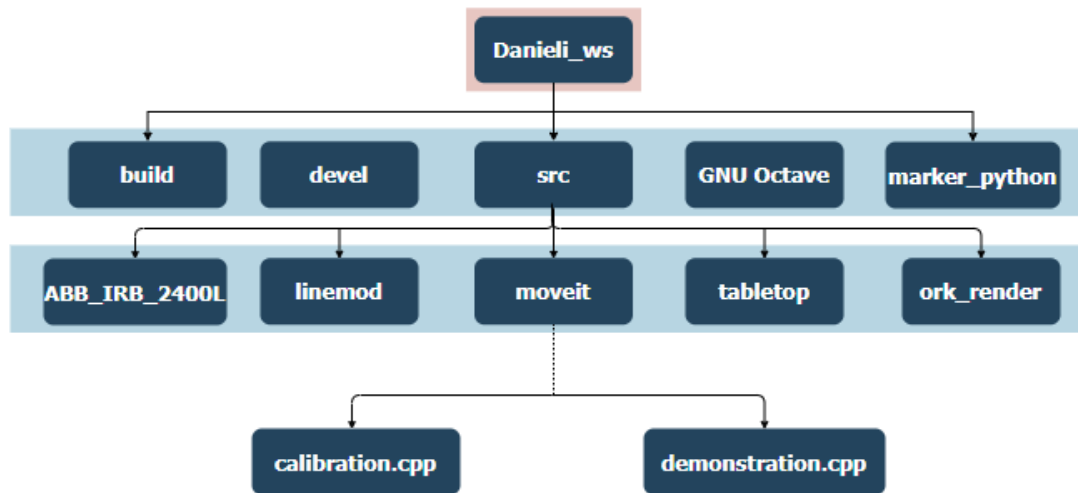 Danieli_ws
build
devel
src
GNU Octave
marker_python
ABB_IRB_2400L
linemod
moveit
tabletop
ork_render
calibration.cpp
demonstration.cpp